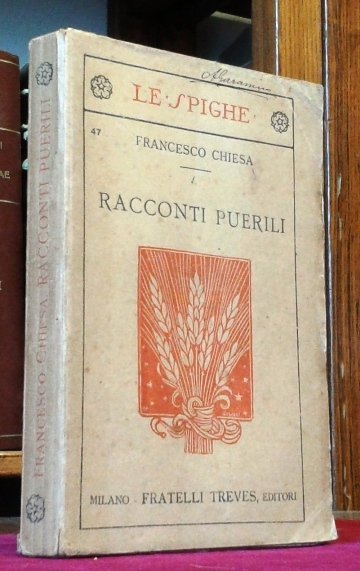 LE·SPIGHE·
47
FRANCESCO CHIESA
RACCONTI PUERILI
MILANO - FRATELLI TREVES, EDITORI
FRANCESCO CHIESA. RACCONTI PUERILI